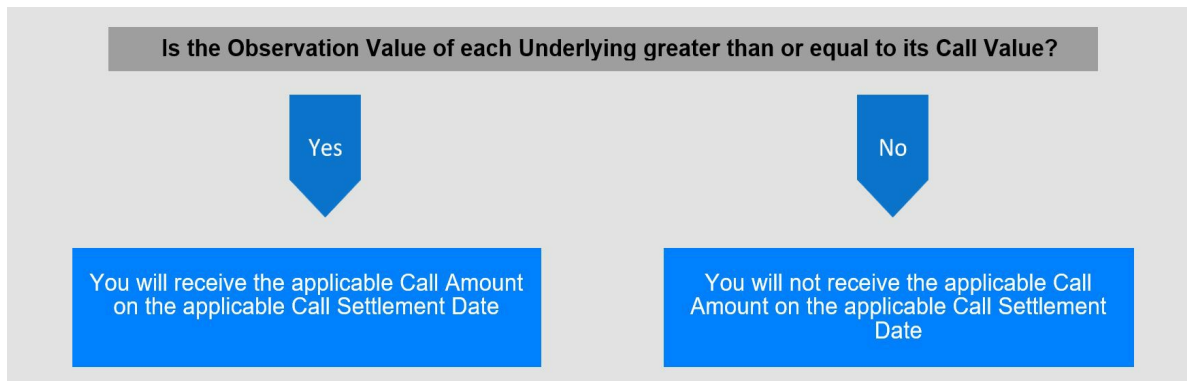 Is the Observation Value of each Underlying greater than or equal to its Call Value?
Yes
No
You will receive the applicable Call Amount
on the applicable Call Settlement Date
You will not receive the applicable Call
Amount on the applicable Call Settlement
Date